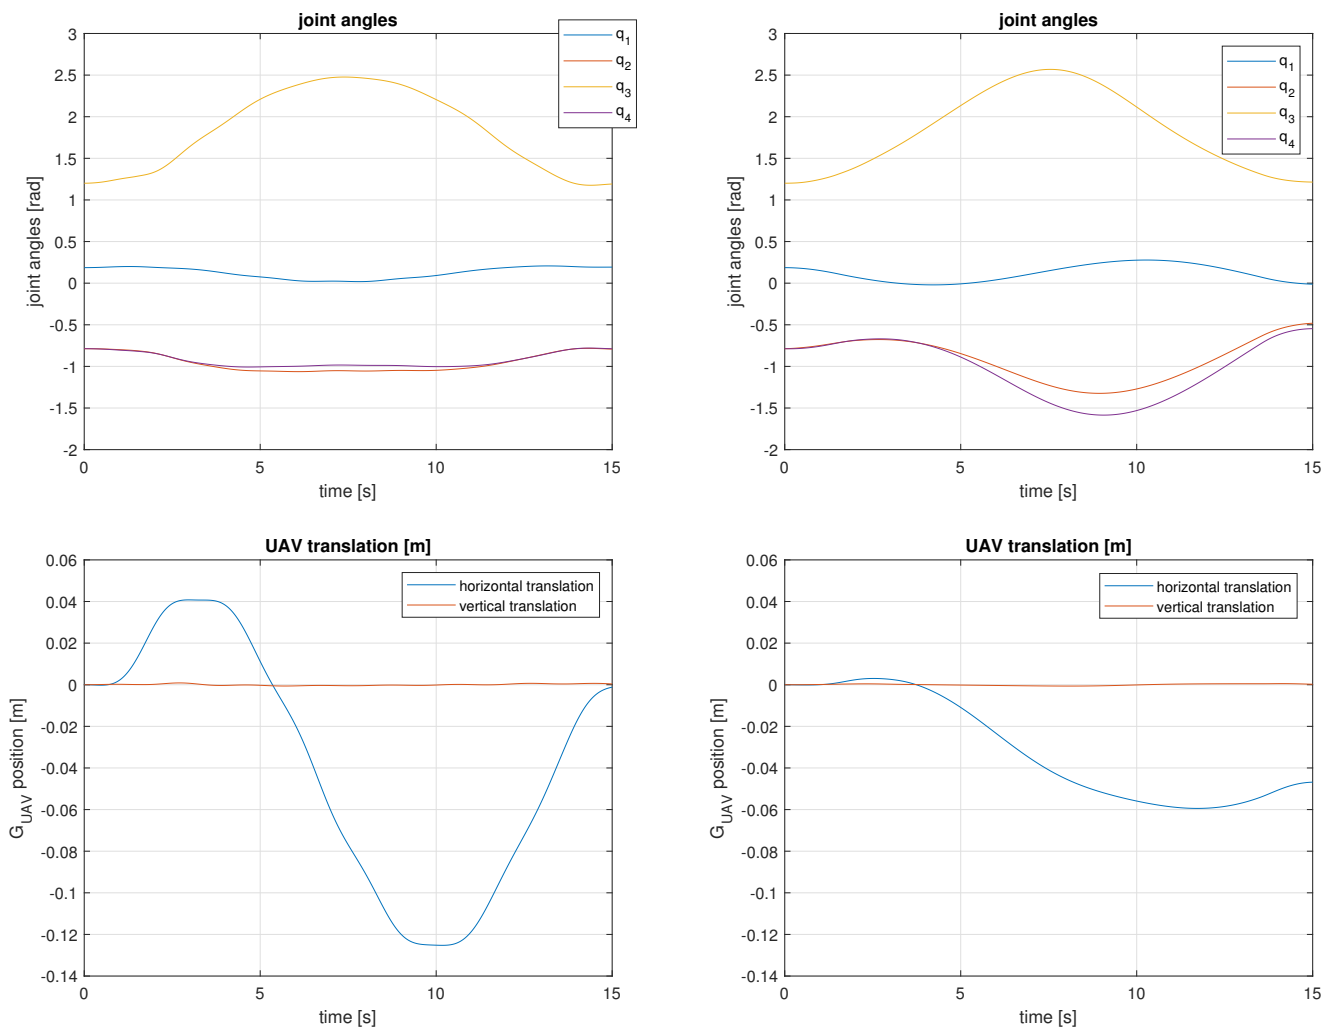 joint angles
3
2.5
2
1.5
1
0.5
0
-0.5
-1
-1.5
-2
joint angles [rad]
q1
q2
q3
q4
0 5 10 15
time [s]
joint angles
3
2.5
2
1.5
1
0.5
0
-0.5
-1
-1.5
-2
joint angles [rad]
q1
q2
q3
q4
0 5 10 15
time [s]
UAV translation [m]
0.06
0.04
0.02
0
-0.02
-0.04
-0.06
-0.08
-0.1
-0.12
-0.14
GUAV position [m]
horizontal translation
vertical translation
0 5 10 15
time [s]
UAV translation [m]
0.06
0.04
0.02
0
-0.02
-0.04
-0.06
-0.08
-0.1
-0.12
-0.14
GUAV position [m]
horizontal translation
vertical translation
0 5 10 15
time [s]